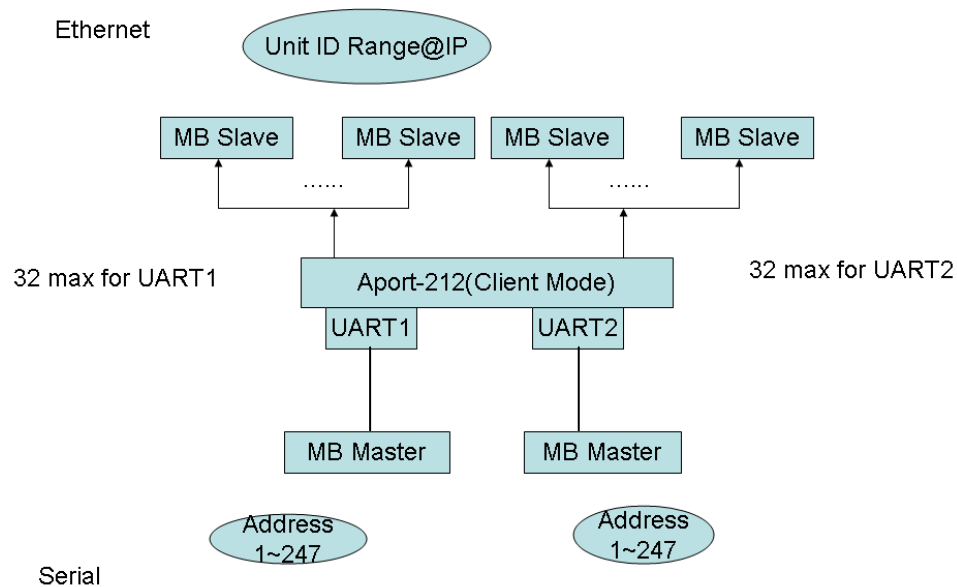 Ethernet
Unit ID Range@IP
MB Slave
MB Slave
MB Slave
MB Slave
......
......
32 max for UART1
Aport-212(Client Mode)
32 max for UART2
UART1
UART2
MB Master
MB Master
Address
1~247
Address
1~247
Serial